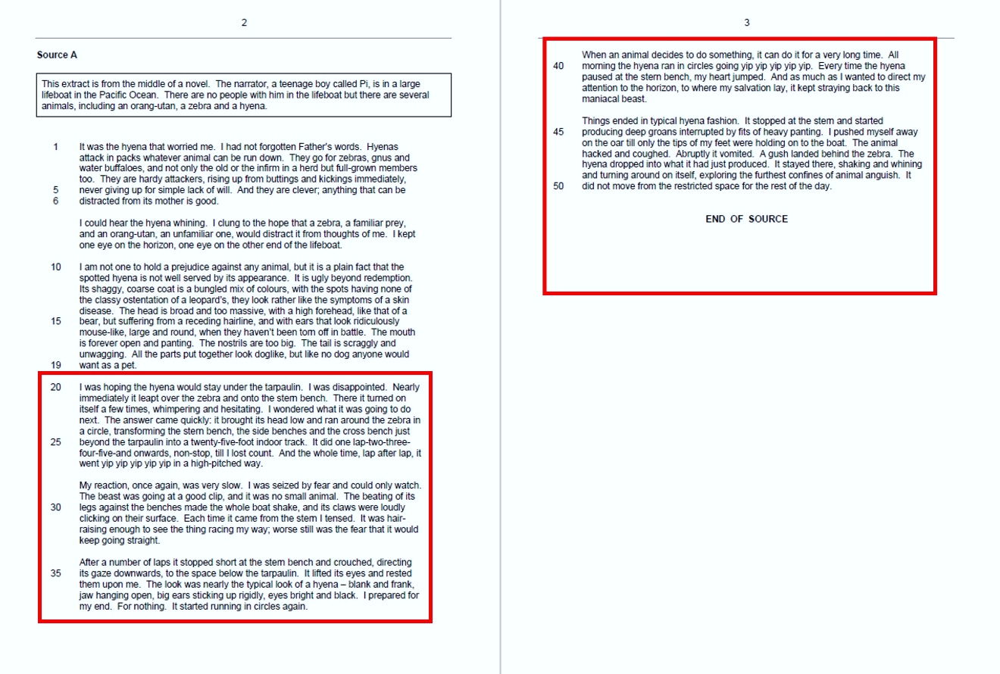 2
Source A
This extract is from the middle of a novel. The narrator, a teenage boy called Pi, is in a large
lifeboat in the Pacific Ocean. There are no people with him in the lifeboat but there are several
animals, including an orang-utan, a zebra and a hyena.
1 It was the hyena that worried me. I had not forgotten Father's words. Hyenas
attack in packs whatever animal can be run down. They go for zebras, gnus and
water buffaloes, and not only the old or the infirm in a herd but full-grown members
too. They are hardy attackers, rising up from buttings and kickings immediately,
5 never giving up for simple lack of will. And they are clever; anything that can be
6 distracted from its mother is good.
I could hear the hyena whining. I clung to the hope that a zebra, a familiar prey,
and an orang-utan, an unfamiliar one, would distract it from thoughts of me. I kept
one eye on the horizon, one eye on the other end of the lifeboat.
10 I am not one to hold a prejudice against any animal, but it is a plain fact that the
spotted hyena is not well served by its appearance. It is ugly beyond redemption.
Its shaggy, coarse coat is a bungled mix of colours, with the spots having none of
the classy ostentation of a leopard's, they look rather like the symptoms of a skin
disease. The head is broad and too massive, with a high forehead, like that of a
15 bear, but suffering from a receding hairline, and with ears that look ridiculously
mouse-like, large and round, when they haven't been torn off in battle. The mouth
is forever open and panting. The nostrils are too big. The tail is scraggly and
unwagging. All the parts put together look doglike, but like no dog anyone would
19 want as a pet.
20 I was hoping the hyena would stay under the tarpaulin. I was disappointed. Nearly
immediately it leapt over the zebra and onto the stern bench. There it turned on
itself a few times, whimpering and hesitating. I wondered what it was going to do
next. The answer came quickly: it brought its head low and ran around the zebra in
a circle, transforming the stern bench, the side benches and the cross bench just
25 beyond the tarpaulin into a twenty-five-foot indoor track. It did one lap-two-three-
four-five-and onwards, non-stop, till I lost count. And the whole time, lap after lap, it
went yip yip yip yip yip in a high-pitched way.
My reaction, once again, was very slow. I was seized by fear and could only watch.
The beast was going at a good clip, and it was no small animal. The beating of its
30 legs against the benches made the whole boat shake, and its claws were loudly
clicking on their surface. Each time it came from the stern I tensed. It was hair-
raising enough to see the thing racing my way; worse still was the fear that it would
keep going straight.
After a number of laps it stopped short at the stern bench and crouched, directing
35 its gaze downwards, to the space below the tarpaulin. It lifted its eyes and rested
them upon me. The look was nearly the typical look of a hyena – blank and frank,
jaw hanging open, big ears sticking up rigidly, eyes bright and black. I prepared for
my end. For nothing. It started running in circles again.
3
When an animal decides to do something, it can do it for a very long time. All
40 morning the hyena ran in circles going yip yip yip yip yip. Every time the hyena
paused at the stern bench, my heart jumped. And as much as I wanted to direct my
attention to the horizon, to where my salvation lay, it kept straying back to this
maniacal beast.
Things ended in typical hyena fashion. It stopped at the stern and started
45 producing deep groans interrupted by fits of heavy panting. I pushed myself away
on the oar till only the tips of my feet were holding on to the boat. The animal
hacked and coughed. Abruptly it vomited. A gush landed behind the zebra. The
hyena dropped into what it had just produced. It stayed there, shaking and whining
and turning around on itself, exploring the furthest confines of animal anguish. It
50 did not move from the restricted space for the rest of the day.
END OF SOURCE